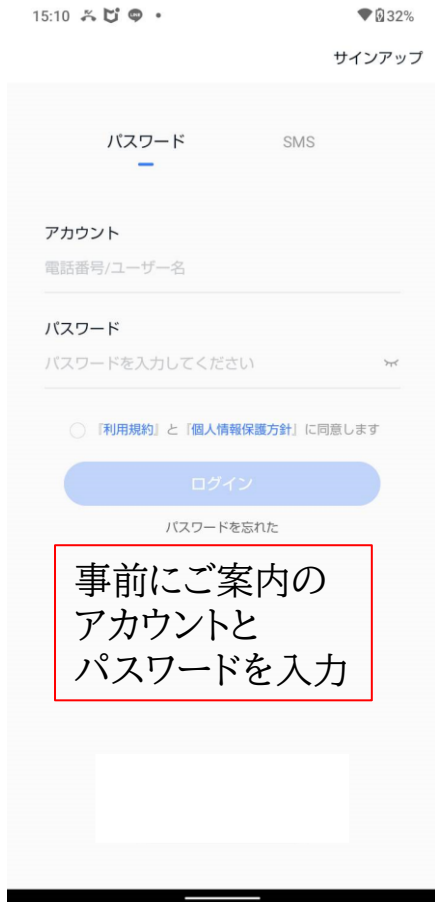 15:10 32%
サインアップ
パスワード SMS
アカウント
電話番号/ユーザー名
パスワード
パスワードを入力してください
『利用規約』と『個人情報保護方針』に同意します
ログイン
パスワードを忘れた
事前にご案内の
アカウントと
パスワードを入力